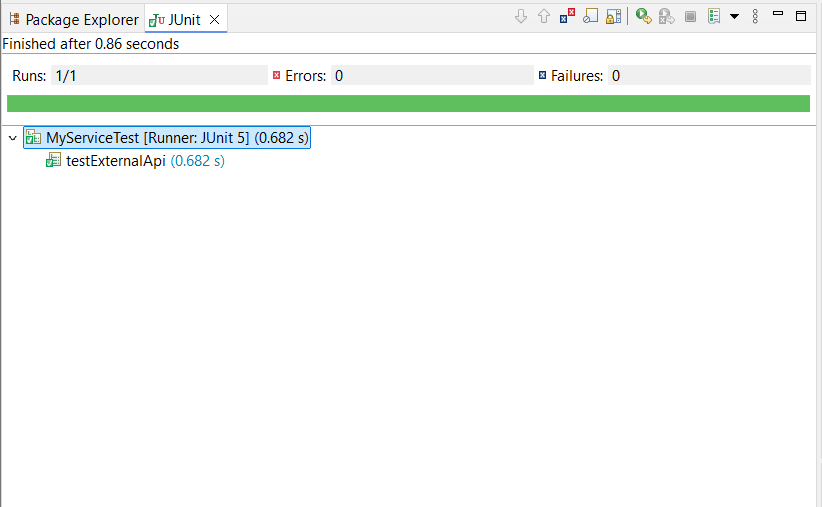 Package Explorer JUnit
Finished after 0.86 seconds
Runs: 1/1 Errors: 0 Failures: 0
MyServiceTest [Runner: JUnit 5] (0.682 s)
testExternalApi (0.682 s)